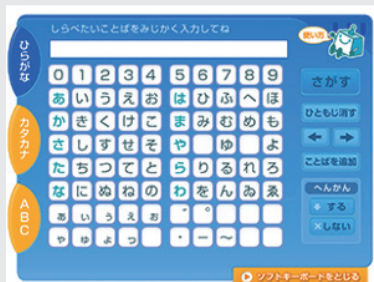 しらべたいことばをみじかく入力してね
使い方
ひらがな
カタカナ
ABC
0 1 2 3 4 5 6 7 8 9
あ い う え お は ひ ふ へ ほ
か き く け こ ま み む め も
さ し す せ そ や ゆ よ
た ち つ て と ら り る れ ろ
な に ぬ ね の わ を ん ゐ ゑ
ぁ ぃ ぅ ぇ ぉ ゛ ゜
ゃ ゅ ょ っ ・ ー 〜
さがす
ひともじ消す
← →
ことばを追加
へんかん
↓ する
×しない
ソフトキーボードをとじる